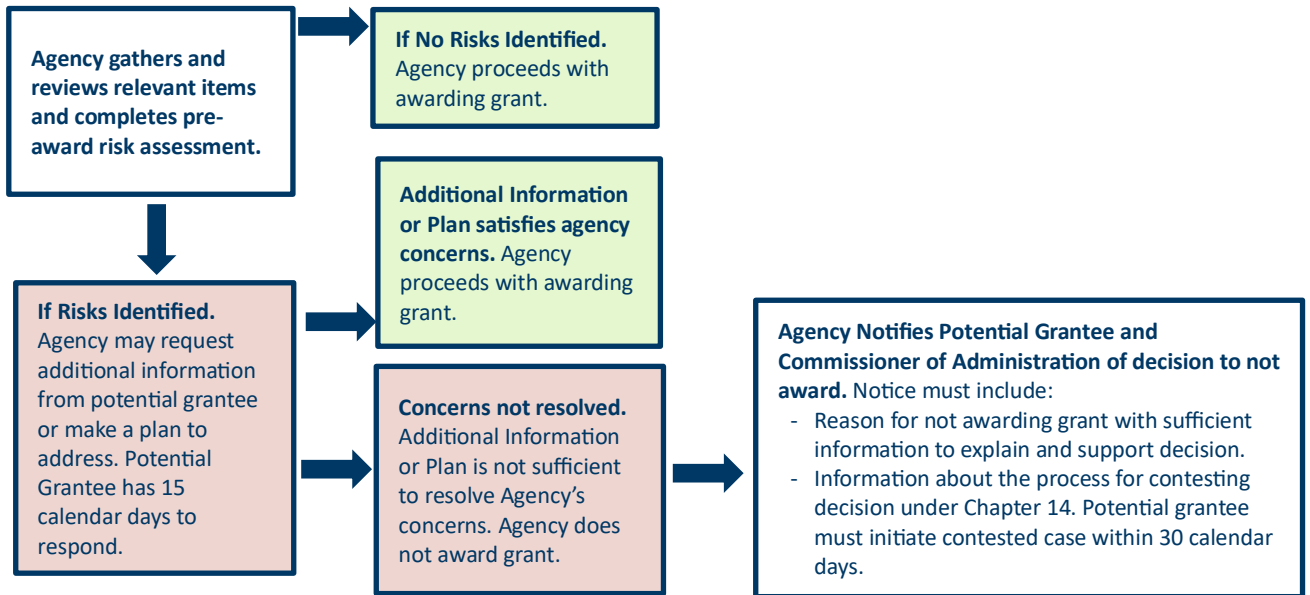 Agency gathers and
reviews relevant items
and completes pre-
award risk assessment.
If No Risks Identified.
Agency proceeds with
awarding grant.
Additional Information
or Plan satisfies agency
concerns. Agency
proceeds with awarding
grant.
If Risks Identified.
Agency may request
additional information
from potential grantee
or make a plan to
address. Potential
Grantee has 15
calendar days to
respond.
Concerns not resolved.
Additional Information
or Plan is not sufficient
to resolve Agency’s
concerns. Agency does
not award grant.
Agency Notifies Potential Grantee and
Commissioner of Administration of decision to not
award. Notice must include:
- Reason for not awarding grant with sufficient
information to explain and support decision.
- Information about the process for contesting
decision under Chapter 14. Potential grantee
must initiate contested case within 30 calendar
days.